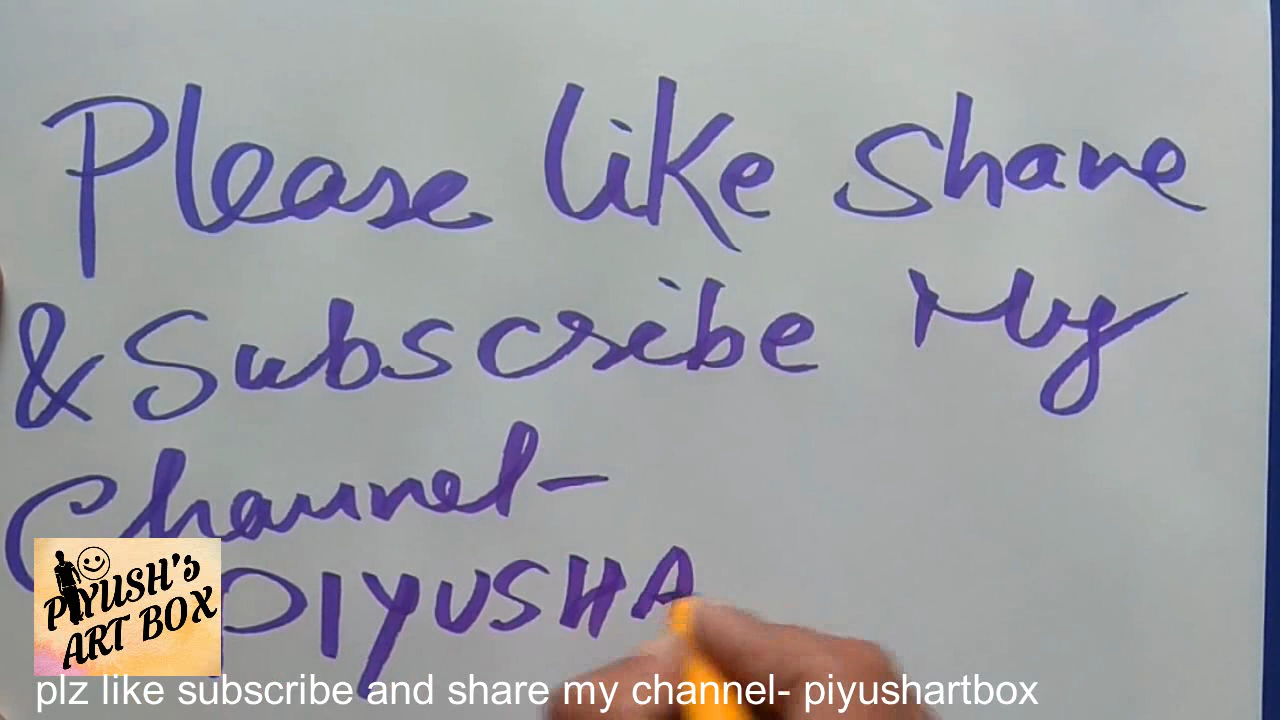 Please like Share
& Subscribe My
Channel-
PIYUSHA
PIYUSH's
ART BOX
plz like subscribe and share my channel- piyushartbox